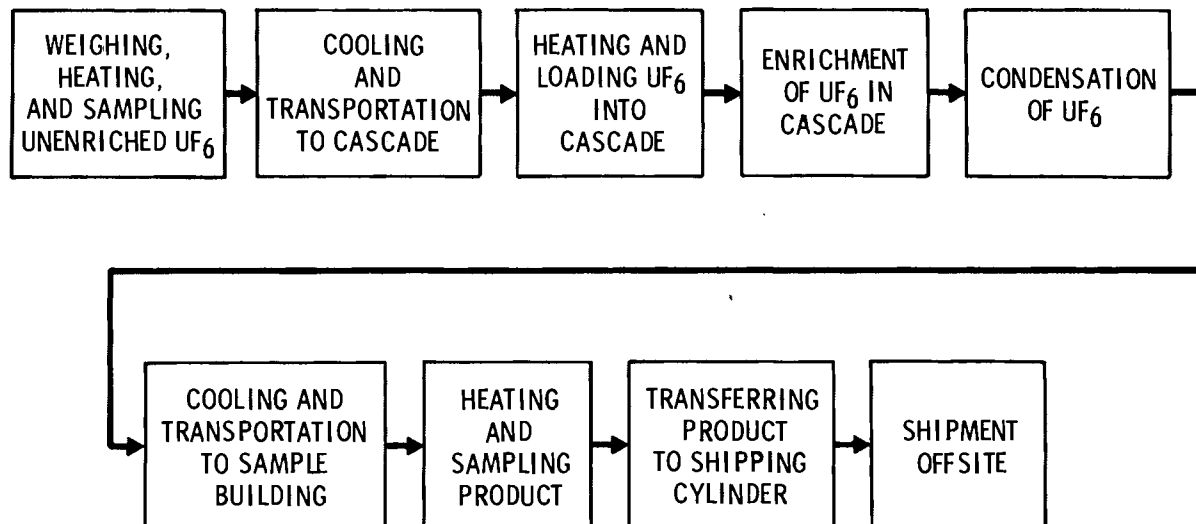 WEIGHING,
HEATING,
AND SAMPLING
UNENRICHED UF6
COOLING
AND
TRANSPORTATION
TO CASCADE
HEATING AND
LOADING UF6
INTO
CASCADE
ENRICHMENT
OF UF6 IN
CASCADE
CONDENSATION
OF UF6
COOLING AND
TRANSPORTATION
TO SAMPLE
BUILDING
HEATING
AND
SAMPLING
PRODUCT
TRANSFERRING
PRODUCT
TO SHIPPING
CYLINDER
SHIPMENT
OFFSITE